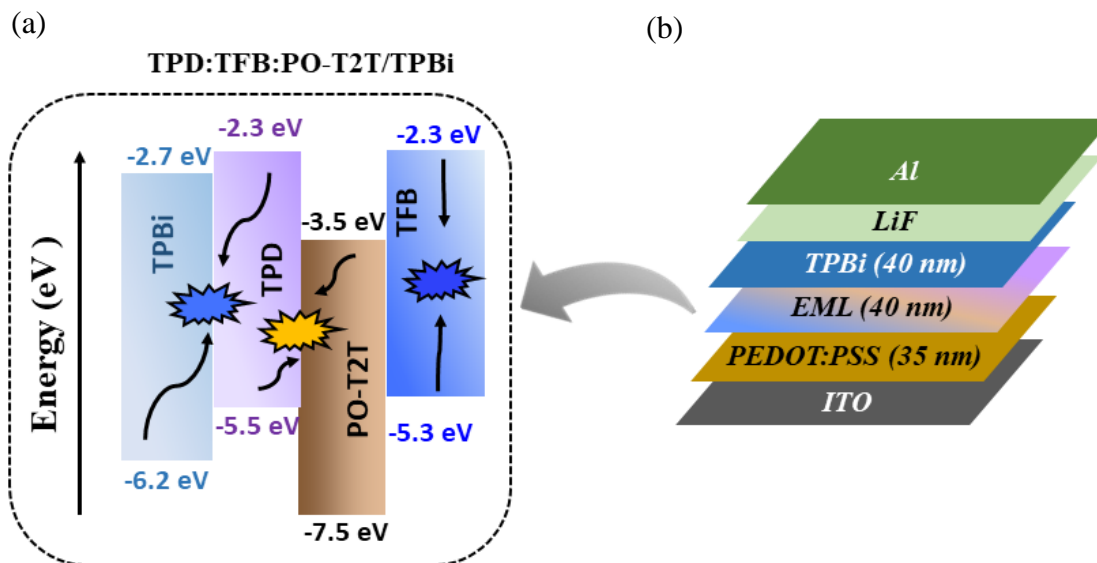 (a)
TPD:TFB:PO-T2T/TPBi
-2.3 eV
-2.3 eV
-2.7 eV
-3.5 eV
TPBi
TPD
PO-T2T
TFB
Energy (eV)
-5.5 eV
-5.3 eV
-6.2 eV
-7.5 eV
(b)
Al
LiF
TPBi (40 nm)
EML (40 nm)
PEDOT:PSS (35 nm)
ITO